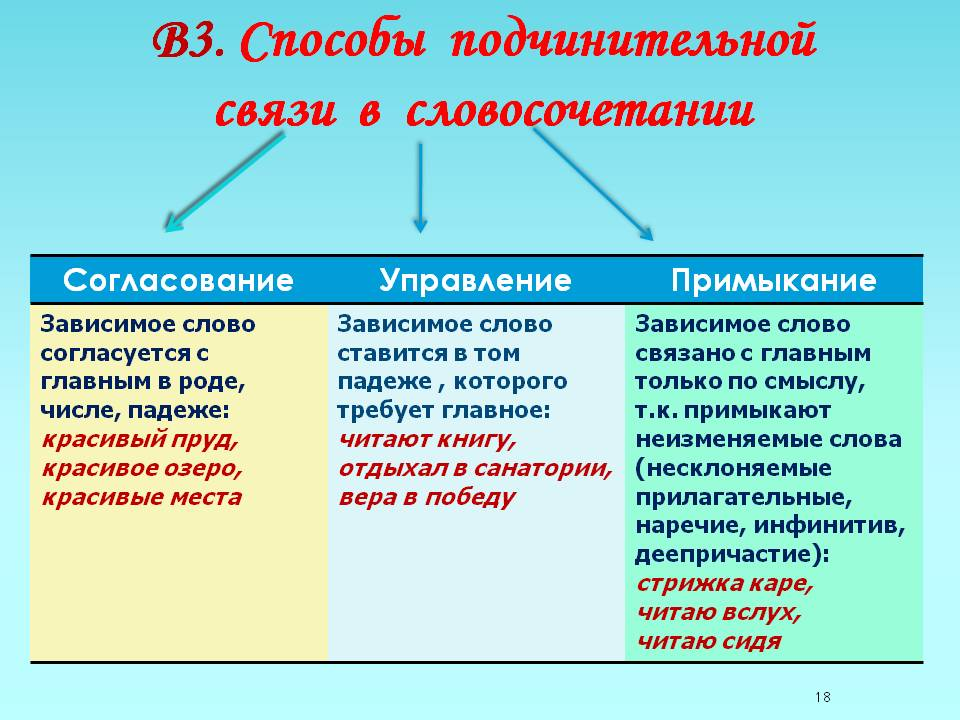 В3. Способы подчинительной
связи в словосочетании
Согласование
Управление
Примыкание
Зависимое слово
согласуется с
главным в роде,
числе, падеже:
красивый пруд,
красивое озеро,
красивые места
Зависимое слово
ставится в том
падеже , которого
требует главное:
читают книгу,
отдыхал в санатории,
вера в победу
Зависимое слово
связано с главным
только по смыслу,
т.к. примыкают
неизменяемые слова
(несклоняемые
прилагательные,
наречие, инфинитив,
деепричастие):
стрижка каре,
читаю вслух,
читаю сидя
18